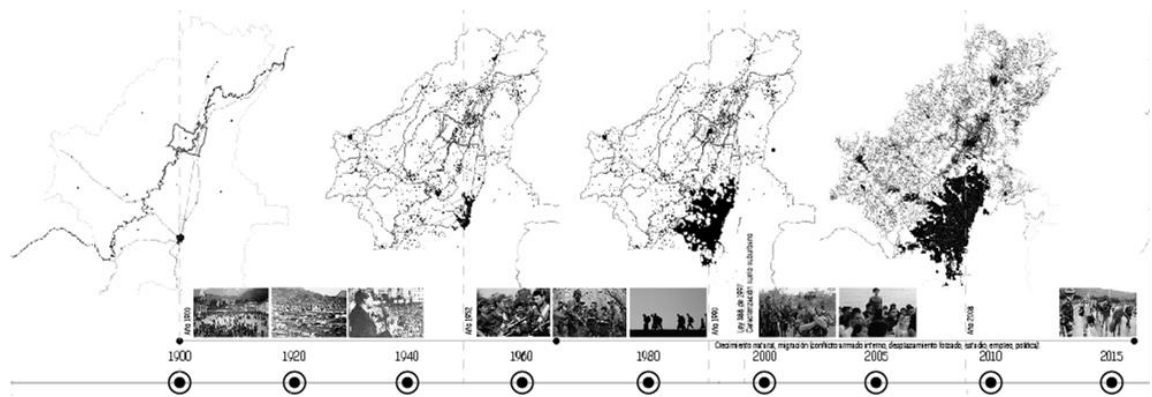 Año 1900
Año 1952
Año 1990
Ley 388 de 1997
Caracterización suelo suburbano
Año 2008
Crecimiento natural, migración (conflicto armado interno, desplazamiento forzado, estudio, empleo, política).
1900
1920
1940
1960
1980
2000
2005
2010
2015